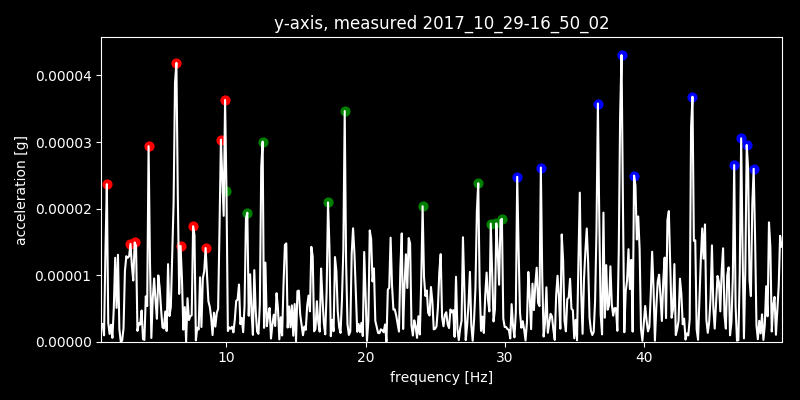 y-axis, measured 2017_10_29-16_50_02
acceleration [g]
0.00004
0.00003
0.00002
0.00001
0.00000
10 20 30 40
frequency [Hz]